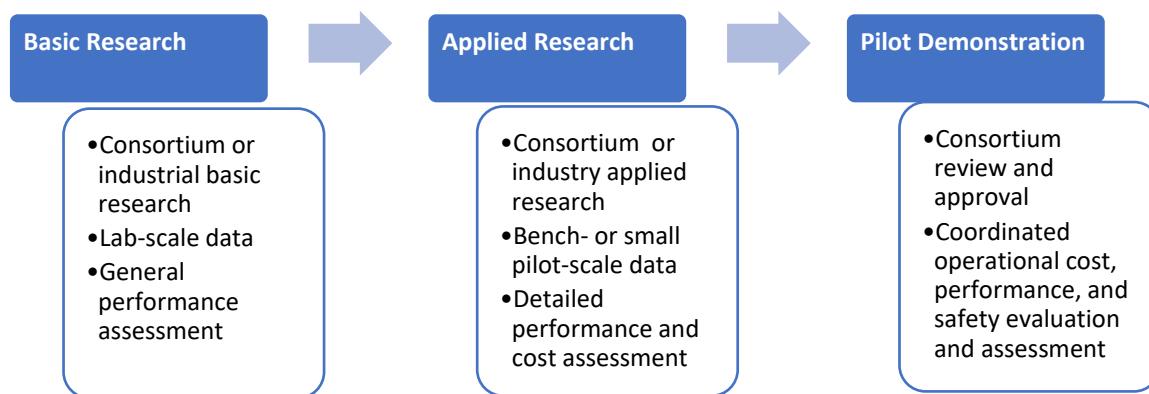 Basic Research
•Consortium or
industrial basic
research
•Lab-scale data
•General
performance
assessment
Applied Research
•Consortium or
industry applied
research
•Bench- or small
pilot-scale data
•Detailed
performance and
cost assessment
Pilot Demonstration
•Consortium
review and
approval
•Coordinated
operational cost,
performance, and
safety evaluation
and assessment